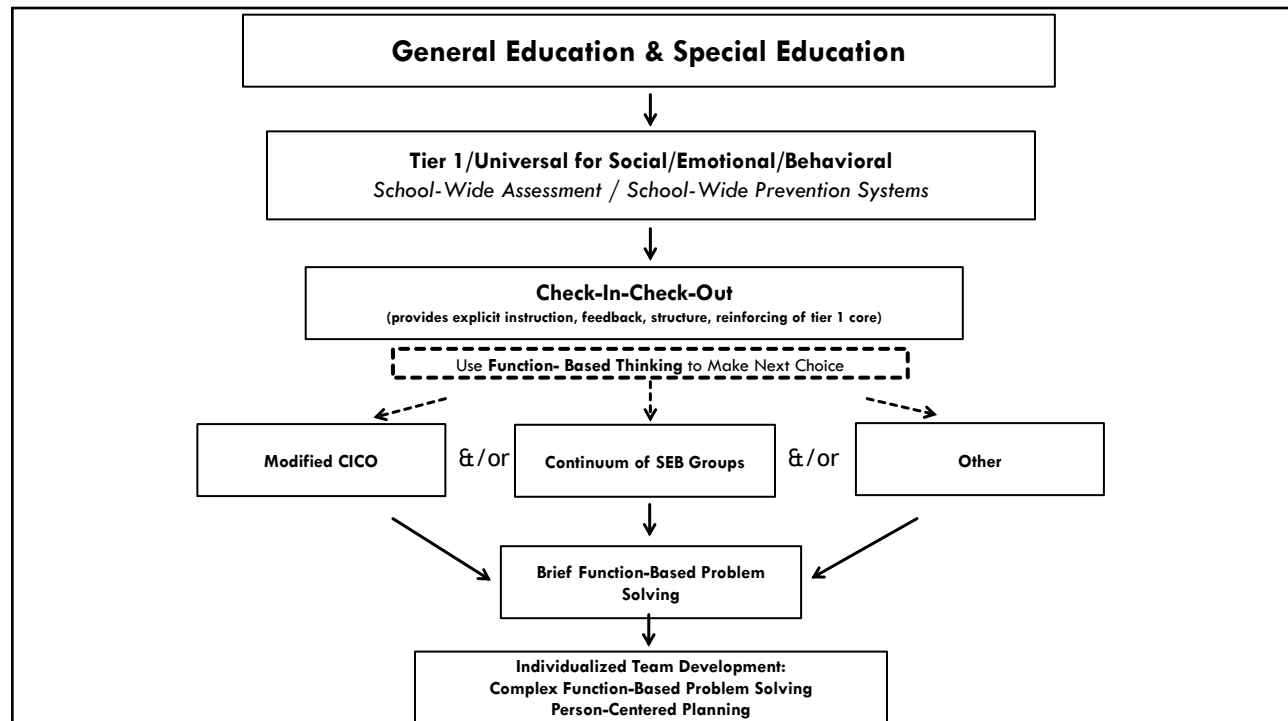 General Education & Special Education
Tier 1/Universal for Social/Emotional/Behavioral
School-Wide Assessment / School-Wide Prevention Systems
Check-In-Check-Out
(provides explicit instruction, feedback, structure, reinforcing of tier 1 core)
Use Function- Based Thinking to Make Next Choice
Modified CICO &/or Continuum of SEB Groups &/or Other
Brief Function-Based Problem
Solving
Individualized Team Development:
Complex Function-Based Problem Solving
Person-Centered Planning